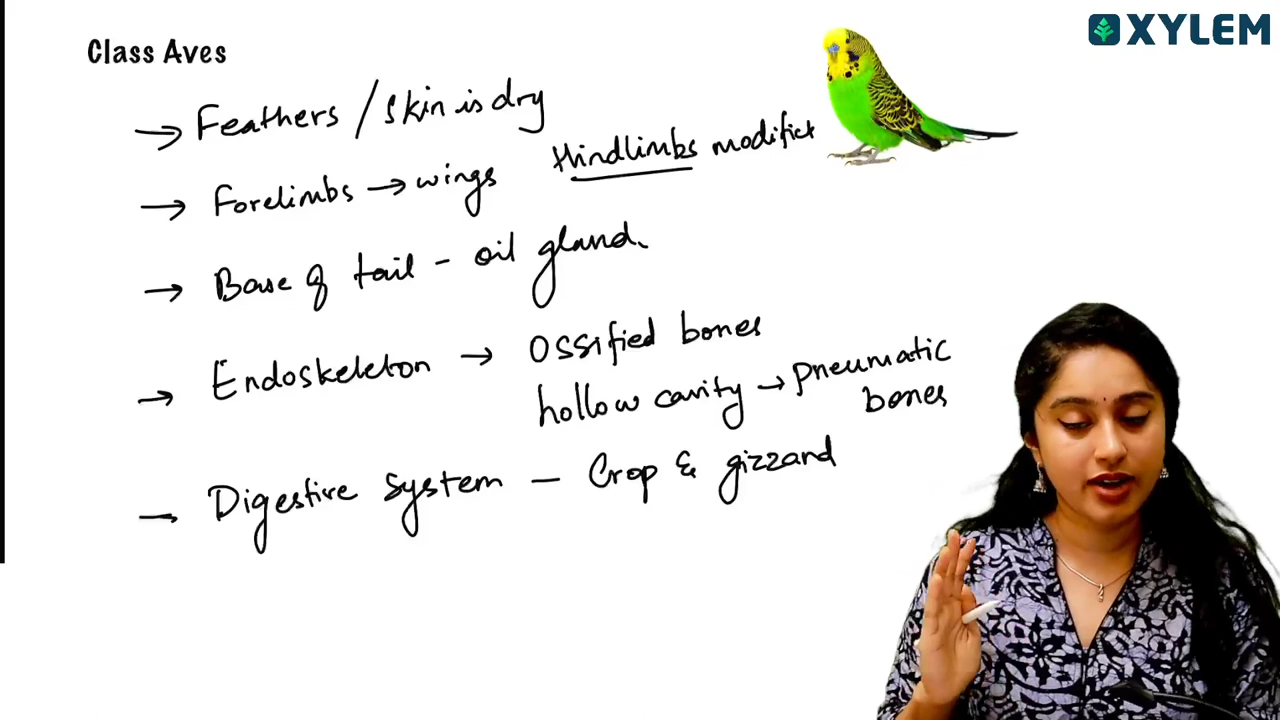 XYLEM
Class Aves
→ Feathers / Skin is dry
→ Forelimbs → wings Hindlimbs modified
→ Base of tail - oil gland.
→ Endoskeleton → Ossified bones
hollow cavity → pneumatic
bones
→ Digestive system - Crop & gizzard